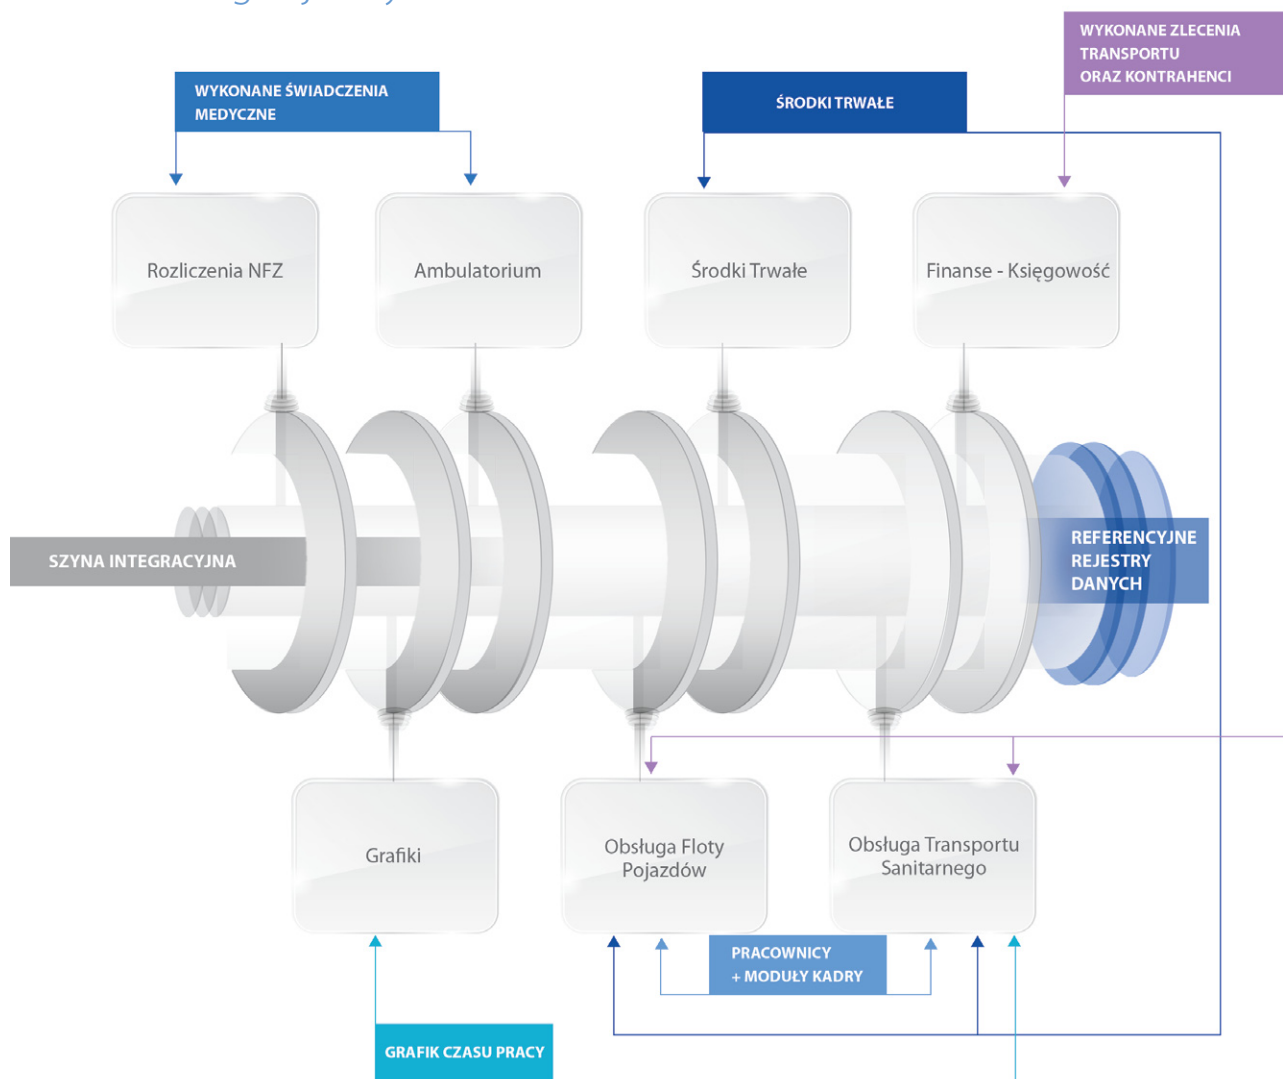 WYKONANE ZLECENIA
TRANSPORTU
ORAZ KONTRAHENCI
WYKONANE ŚWIADCZENIA
MEDYCZNE
ŚRODKI TRWAŁE
Rozliczenia NFZ
Ambulatorium
Środki Trwałe
Finanse - Księgowość
SZYNA INTEGRACYJNA
REFERENCYJNE
REJESTRY
DANYCH
Grafiki
Obsługa Floty
Pojazdów
Obsługa Transportu
Sanitarnego
PRACOWNICY
+ MODUŁY KADRY
GRAFIK CZASU PRACY